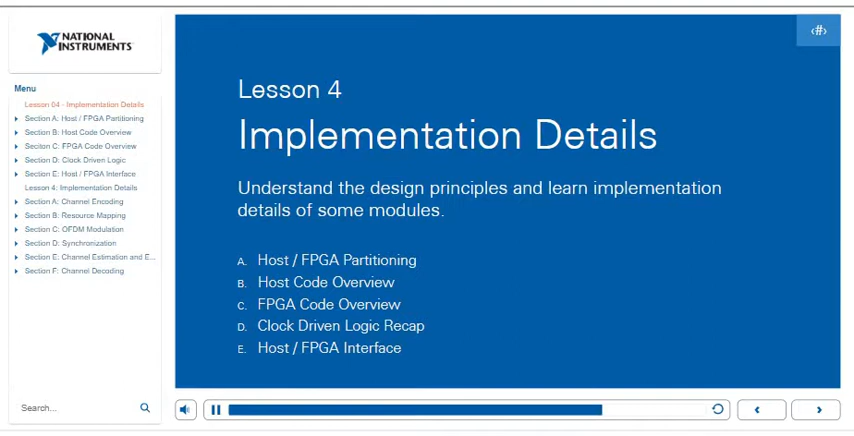 NATIONAL
INSTRUMENTS
Menu
Lesson 04 - Implementation Details
Section A: Host / FPGA Partitioning
Section B: Host Code Overview
Seciton C: FPGA Code Overview
Section D: Clock Driven Logic
Section E: Host / FPGA Interface
Lesson 4: Implementation Details
Section A: Channel Encoding
Section B: Resource Mapping
Section C: OFDM Modulation
Section D: Synchronization
Section E: Channel Estimation and E...
Section F: Channel Decoding
Search...
‹#›
Lesson 4
Implementation Details
Understand the design principles and learn implementation
details of some modules.
A. Host / FPGA Partitioning
B. Host Code Overview
C. FPGA Code Overview
D. Clock Driven Logic Recap
E. Host / FPGA Interface